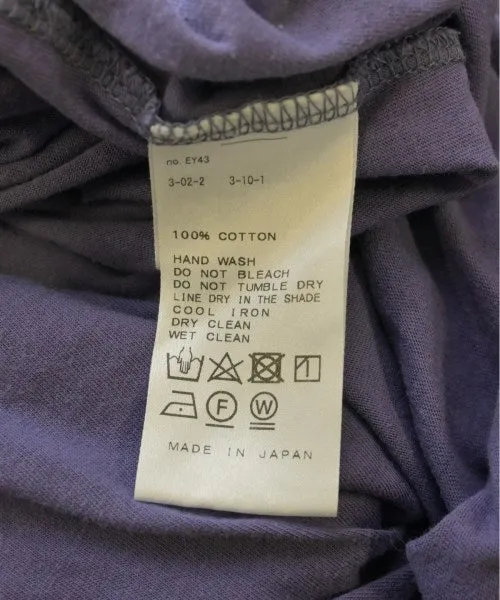 no. EY43
3-02-2 3-10-1
100% COTTON
HAND WASH
DO NOT BLEACH
DO NOT TUMBLE DRY
LINE DRY IN THE SHADE
COOL IRON
DRY CLEAN
WET CLEAN
F W
MADE IN JAPAN